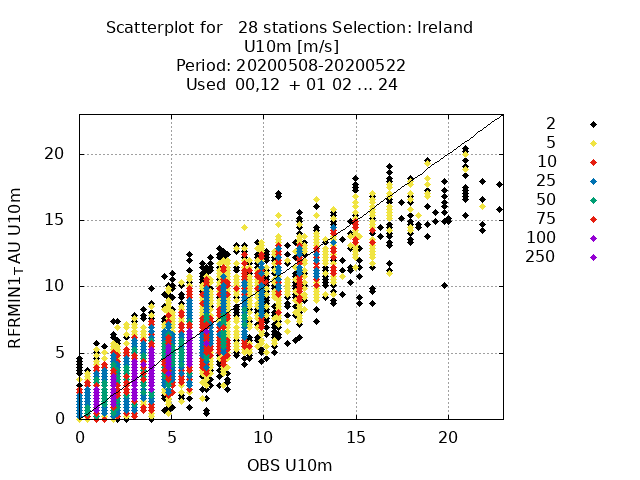 Scatterplot for 28 stations Selection: Ireland
U10m [m/s]
Period: 20200508-20200522
Used 00,12 + 01 02 ... 24
2
5
10
25
50
75
100
250
RFRMIN1_T AU U10m
20
15
10
5
0
0 5 10 15 20
OBS U10m